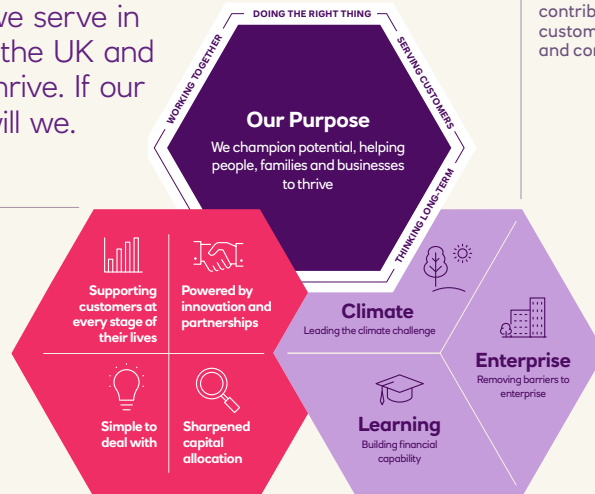 we serve in
the UK and
hrive. If our
ill we.
contrib
custom
and co
DOING THE RIGHT THING
WORKING TOGETHER
SERVING CUSTOMERS
THINKING LONG-TERM
Our Purpose
We champion potential, helping
people, families and businesses
to thrive
Supporting
customers at
every stage of
their lives
Powered by
innovation and
partnerships
Simple to
deal with
Sharpened
capital
allocation
Climate
Leading the climate challenge
Enterprise
Removing barriers to
enterprise
Learning
Building financial
capability